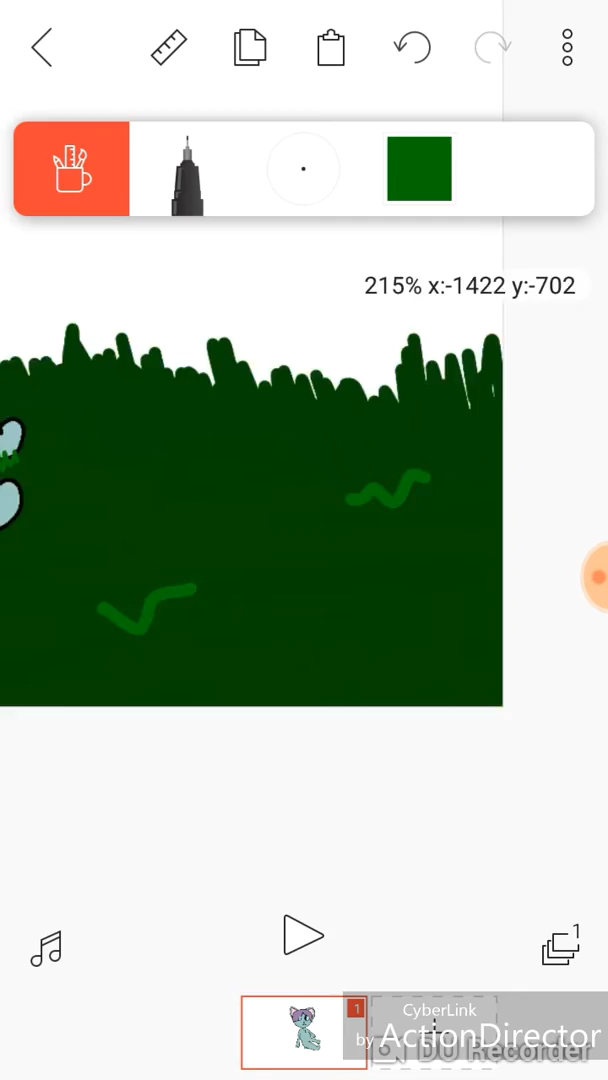 215% x:-1422 y:-702
1
1
CyberLink
by ActionDirector
DU Recorder